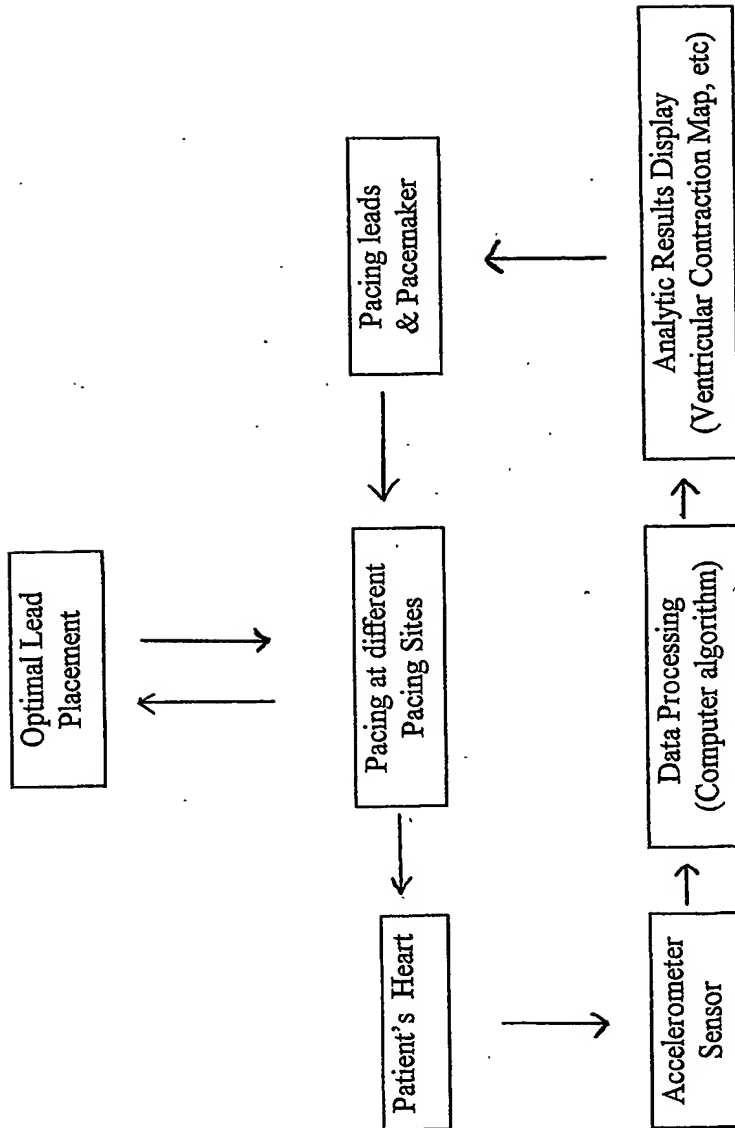 Optimal Lead
Placement
Patient's Heart
Pacing at different
Pacing Sites
Pacing leads
& Pacemaker
Accelerometer
Sensor
Data Processing
(Computer algorithm)
Analytic Results Display
(Ventricular Contraction Map, etc)